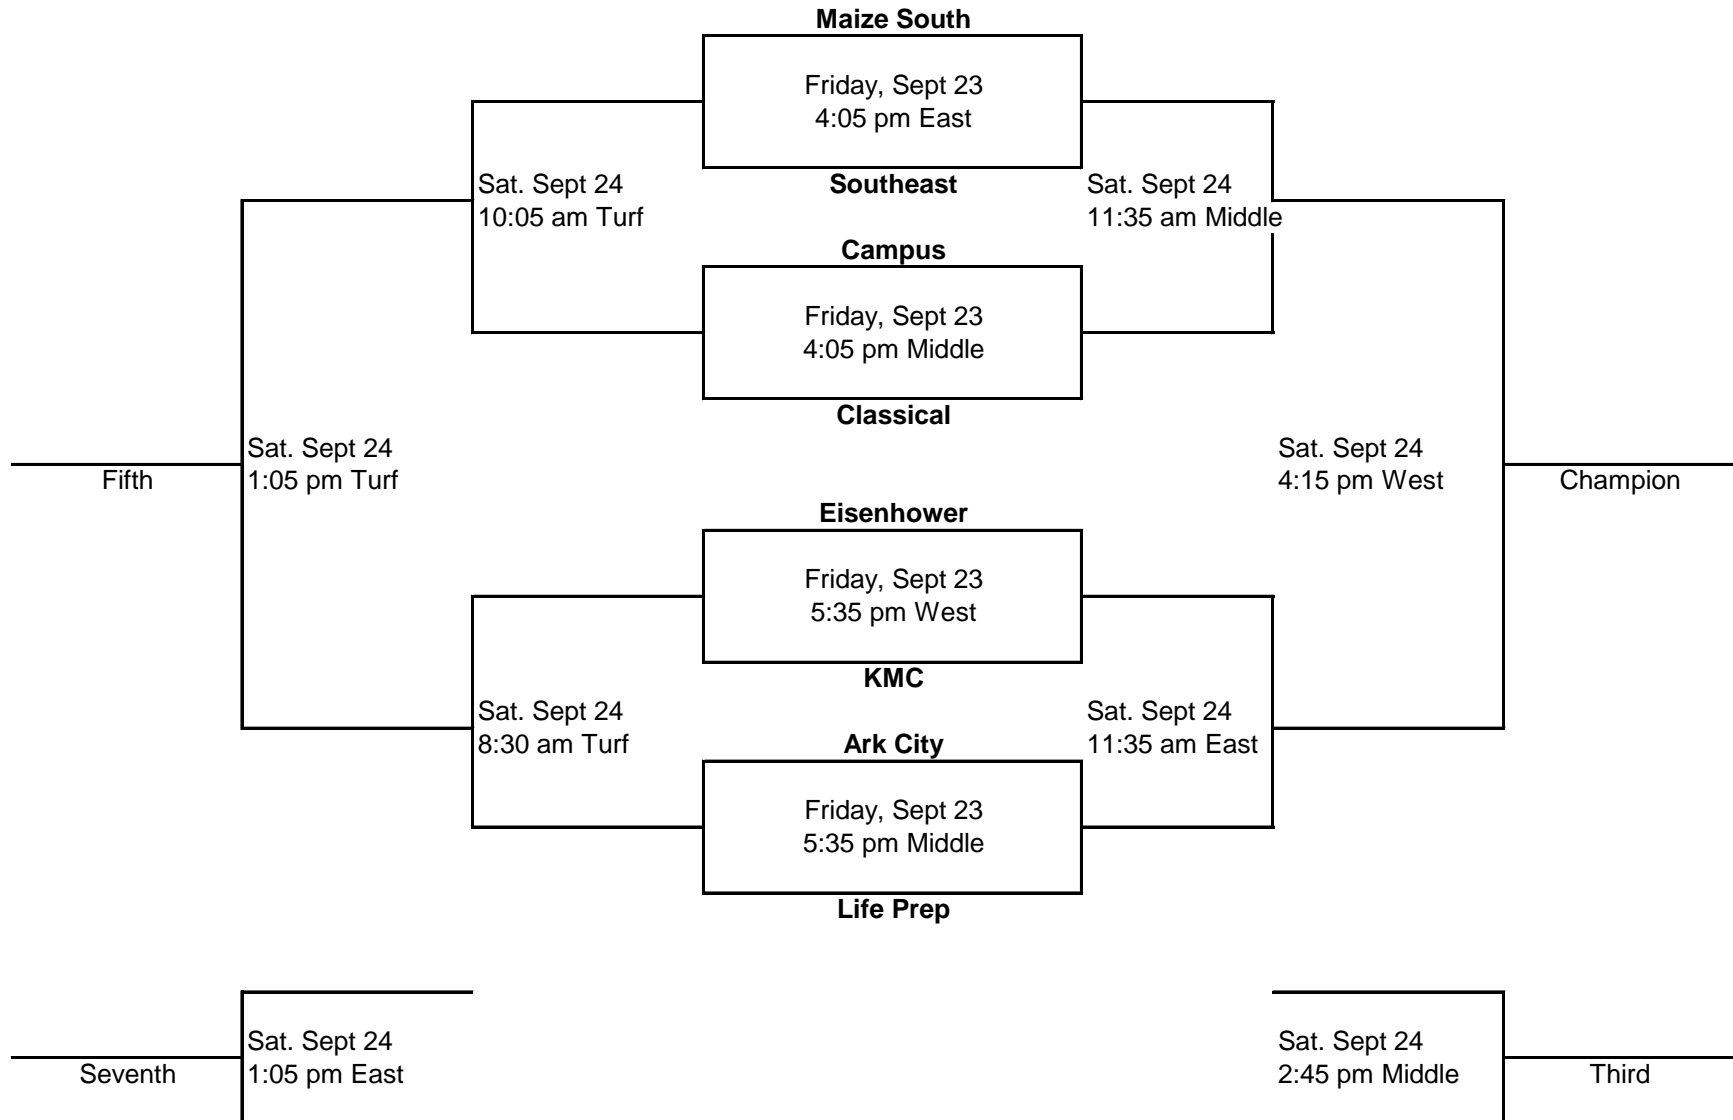 Maize South
Friday, Sept 23
4:05 pm East
Sat. Sept 24
10:05 am Turf
Southeast
Sat. Sept 24
11:35 am Middle
Campus
Friday, Sept 23
4:05 pm Middle
Classical
Sat. Sept 24
1:05 pm Turf
Fifth
Sat. Sept 24
4:15 pm West
Champion
Eisenhower
Friday, Sept 23
5:35 pm West
KMC
Sat. Sept 24
8:30 am Turf
Sat. Sept 24
11:35 am East
Ark City
Friday, Sept 23
5:35 pm Middle
Life Prep
Sat. Sept 24
1:05 pm East
Seventh
Sat. Sept 24
2:45 pm Middle
Third